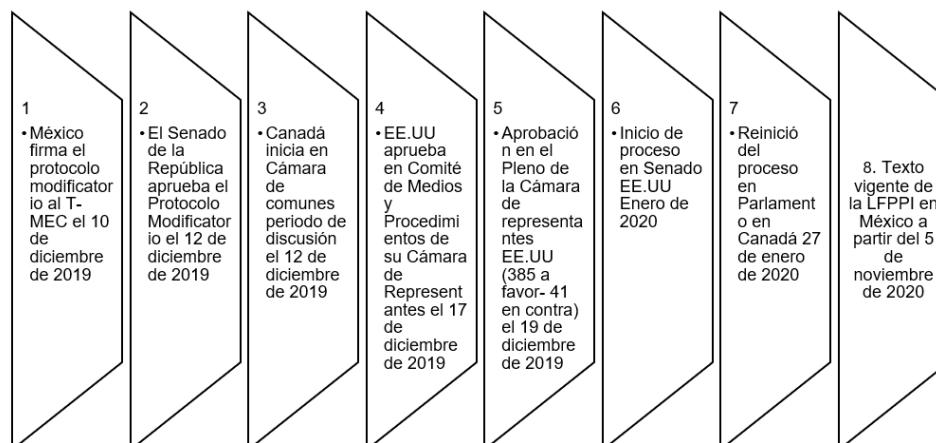 1
• México
firma el
protocolo
modificator
io al T-
MEC el 10
de
diciembre
de 2019
2
• El Senado
de la
República
aprueba el
Protocolo
Modificator
io el 12 de
diciembre
de 2019
3
• Canadá
inicia en
Cámara
de
comunes
periodo de
discusión
el 12 de
diciembre
de 2019
4
• EE.UU
aprueba
en Comité
de Medios
y
Procedimi
entos de
su Cámara
de
Represent
antes el 17
de
diciembre
de 2019
5
• Aprobació
n en el
Pleno de
la Cámara
de
representa
ntes
EE.UU
(385 a
favor- 41
en contra)
el 19 de
diciembre
de 2019
6
• Inicio de
proceso
en Senado
EE.UU
Enero de
2020
7
• Reinició
del
proceso
en
Parlament
o en
Canadá 27
de enero
de 2020
8. Texto
vigente de
la LFPPI en
México a
partir del 5
de
noviembre
de 2020